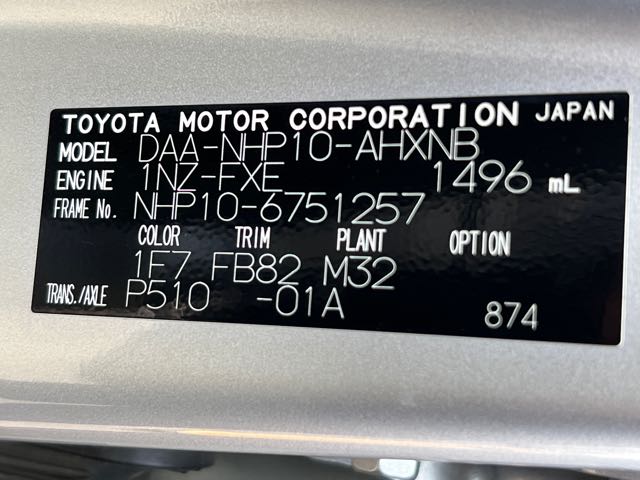 TOYOTA MOTOR CORPORATION JAPAN
MODEL DAA-NHP10-AHXNB
ENGINE 1NZ-FXE 1496 mL
FRAME No. NHP10-6751257
COLOR TRIM PLANT OPTION
1F7 FB82 M32
TRANS./AXLE P510 -01A
874